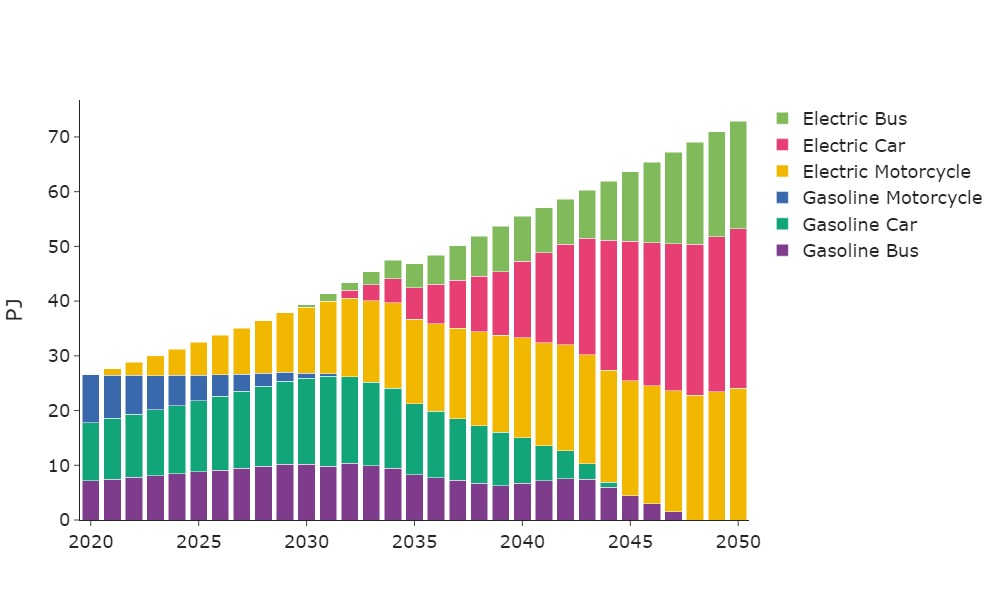 PJ
70
60
50
40
30
20
10
0
2020 2025 2030 2035 2040 2045 2050
Electric Bus
Electric Car
Electric Motorcycle
Gasoline Motorcycle
Gasoline Car
Gasoline Bus